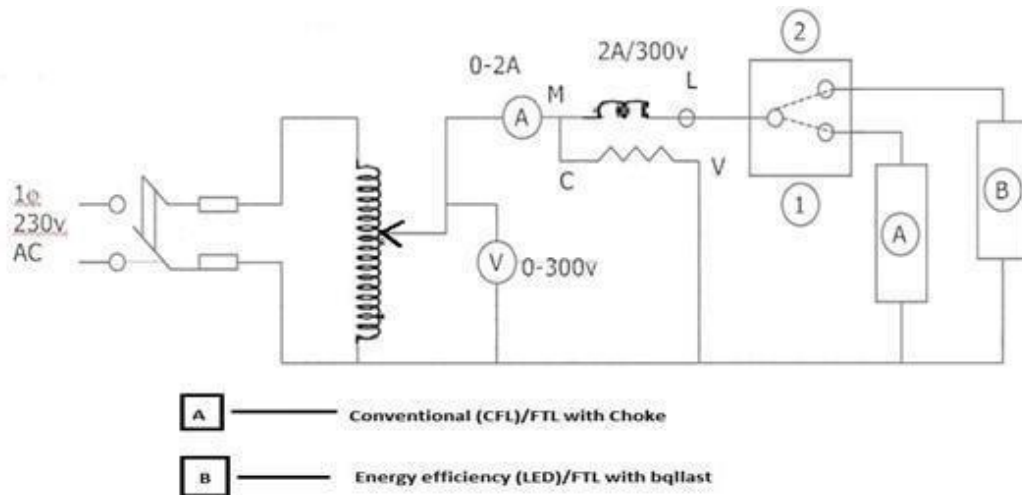 2
2A/300v
0-2A
M
L
A
C
V
1
1ⱷ
230v
AC
V
0-300v
A
B
A Conventional (CFL)/FTL with Choke
B Energy efficiency (LED)/FTL with bqllast